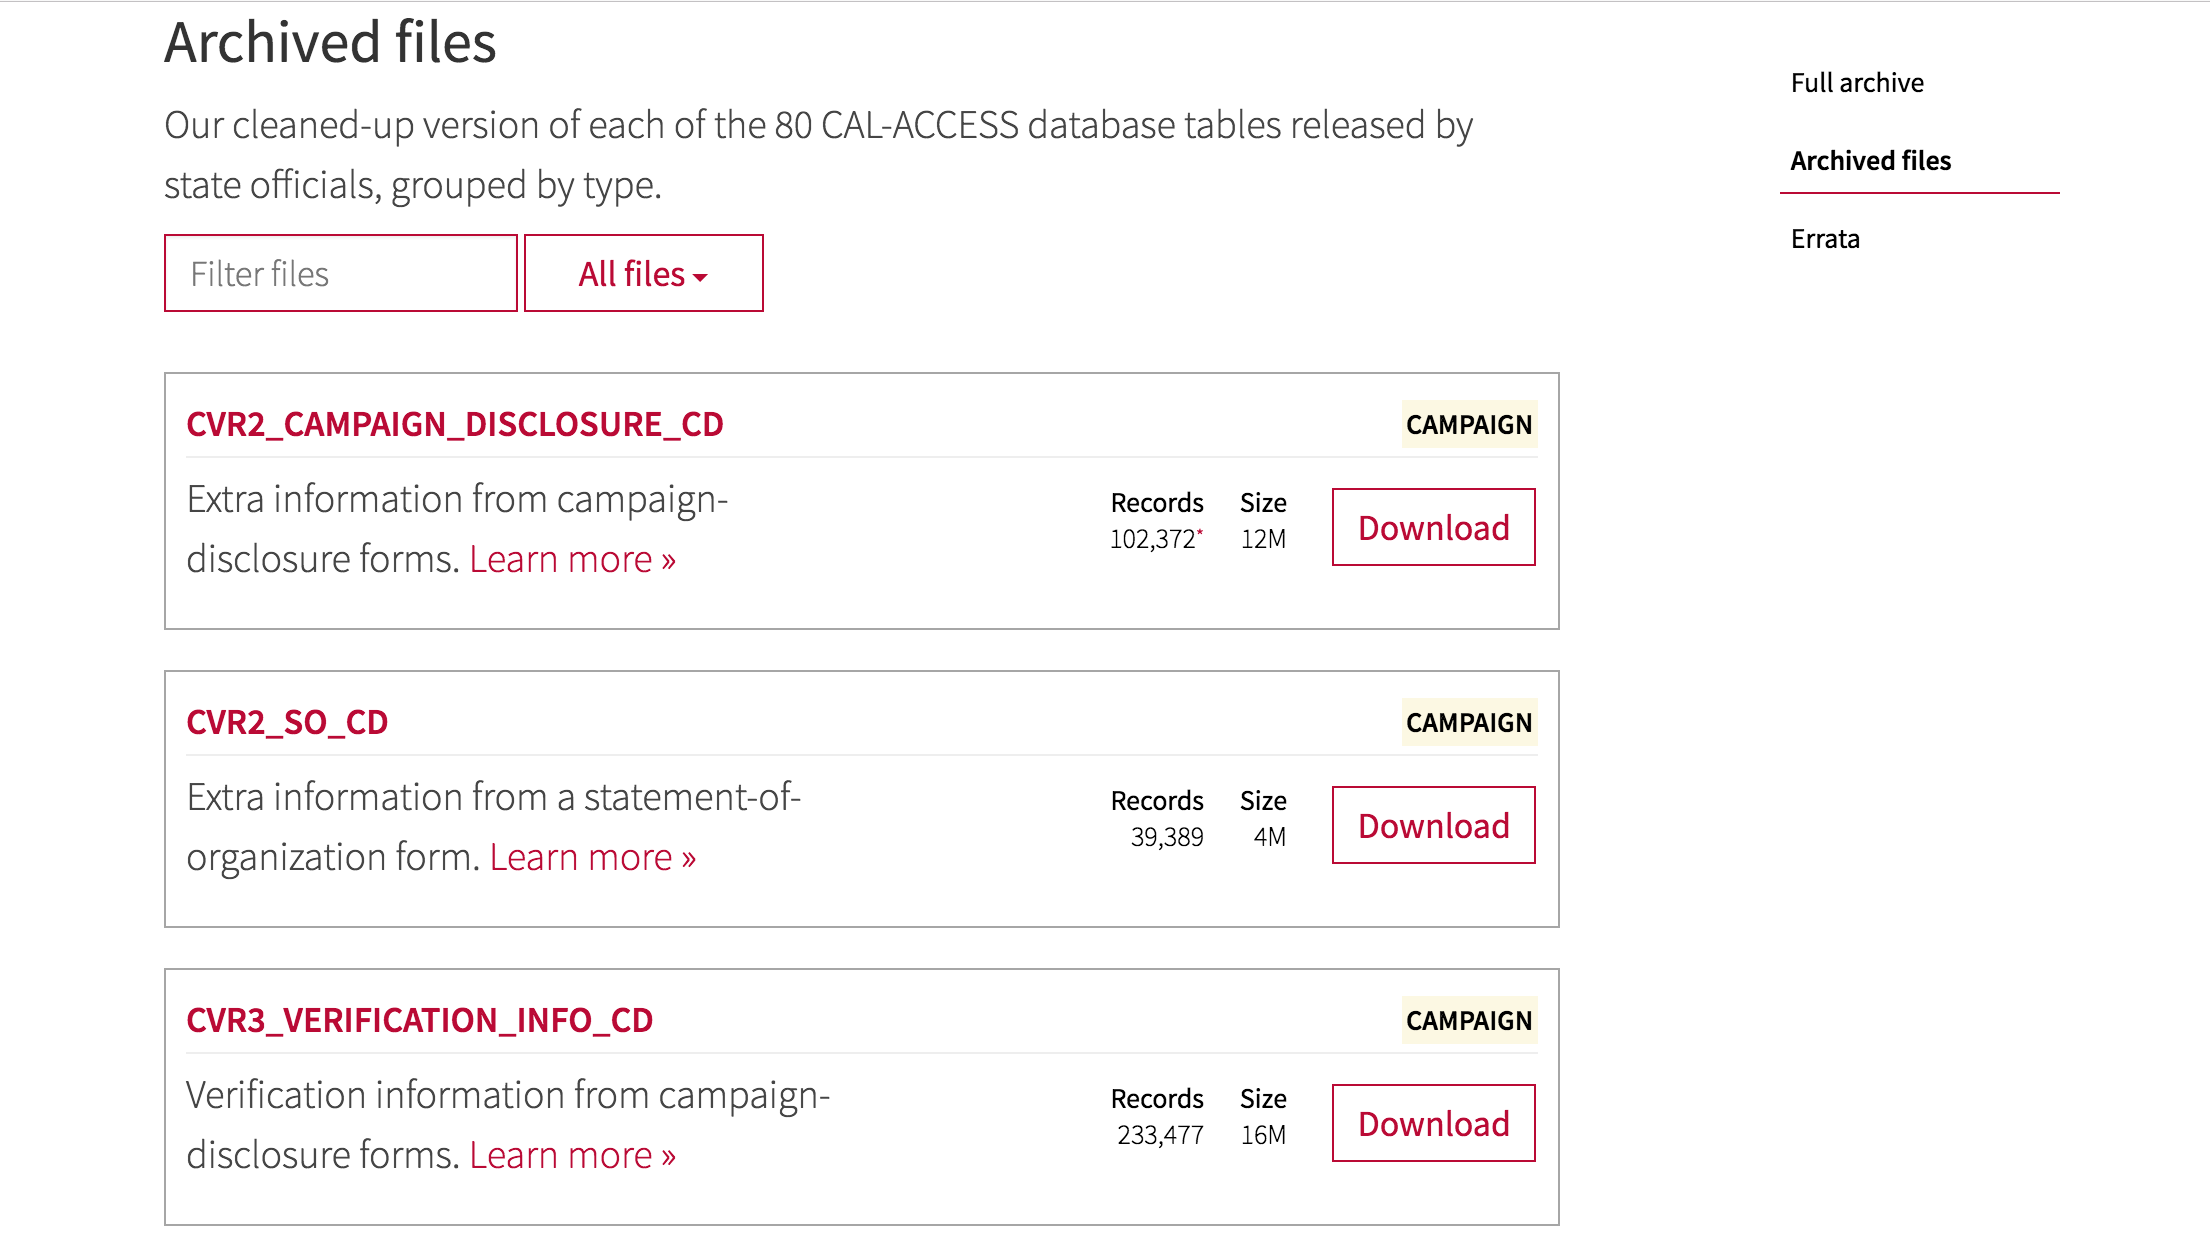 Archived files
Our cleaned-up version of each of the 80 CAL-ACCESS database tables released by
state officials, grouped by type.
Filter files
All files
Full archive
Archived files
Errata
CVR2_CAMPAIGN_DISCLOSURE_CD
CAMPAIGN
Extra information from campaign-
disclosure forms. Learn more »
Records Size
102,372* 12M
Download
CVR2_SO_CD
CAMPAIGN
Extra information from a statement-of-
organization form. Learn more »
Records Size
39,389 4M
Download
CVR3_VERIFICATION_INFO_CD
CAMPAIGN
Verification information from campaign-
disclosure forms. Learn more »
Records Size
233,477 16M
Download